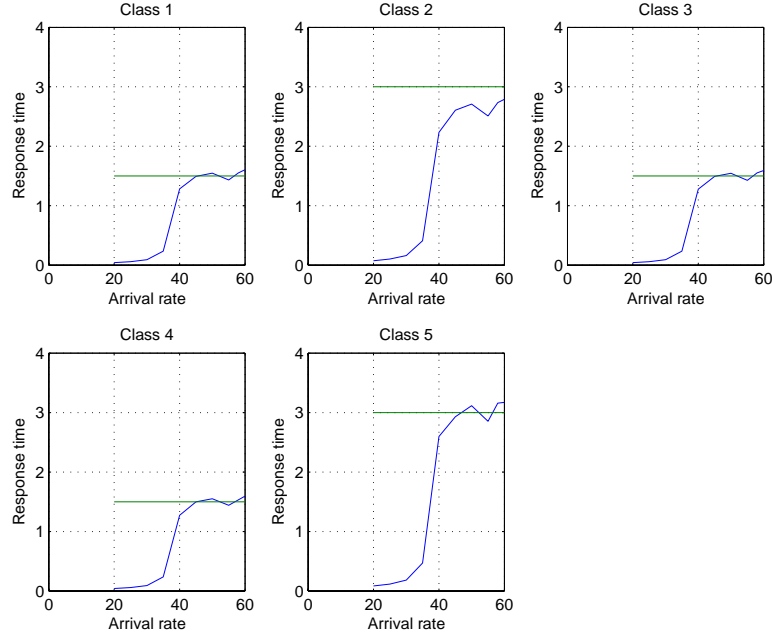 Class 1
4
3
2
1
0
Response time
0 20 40 60
Arrival rate
Class 2
4
3
2
1
0
Response time
0 20 40 60
Arrival rate
Class 3
4
3
2
1
0
Response time
0 20 40 60
Arrival rate
Class 4
4
3
2
1
0
Response time
0 20 40 60
Arrival rate
Class 5
4
3
2
1
0
Response time
0 20 40 60
Arrival rate